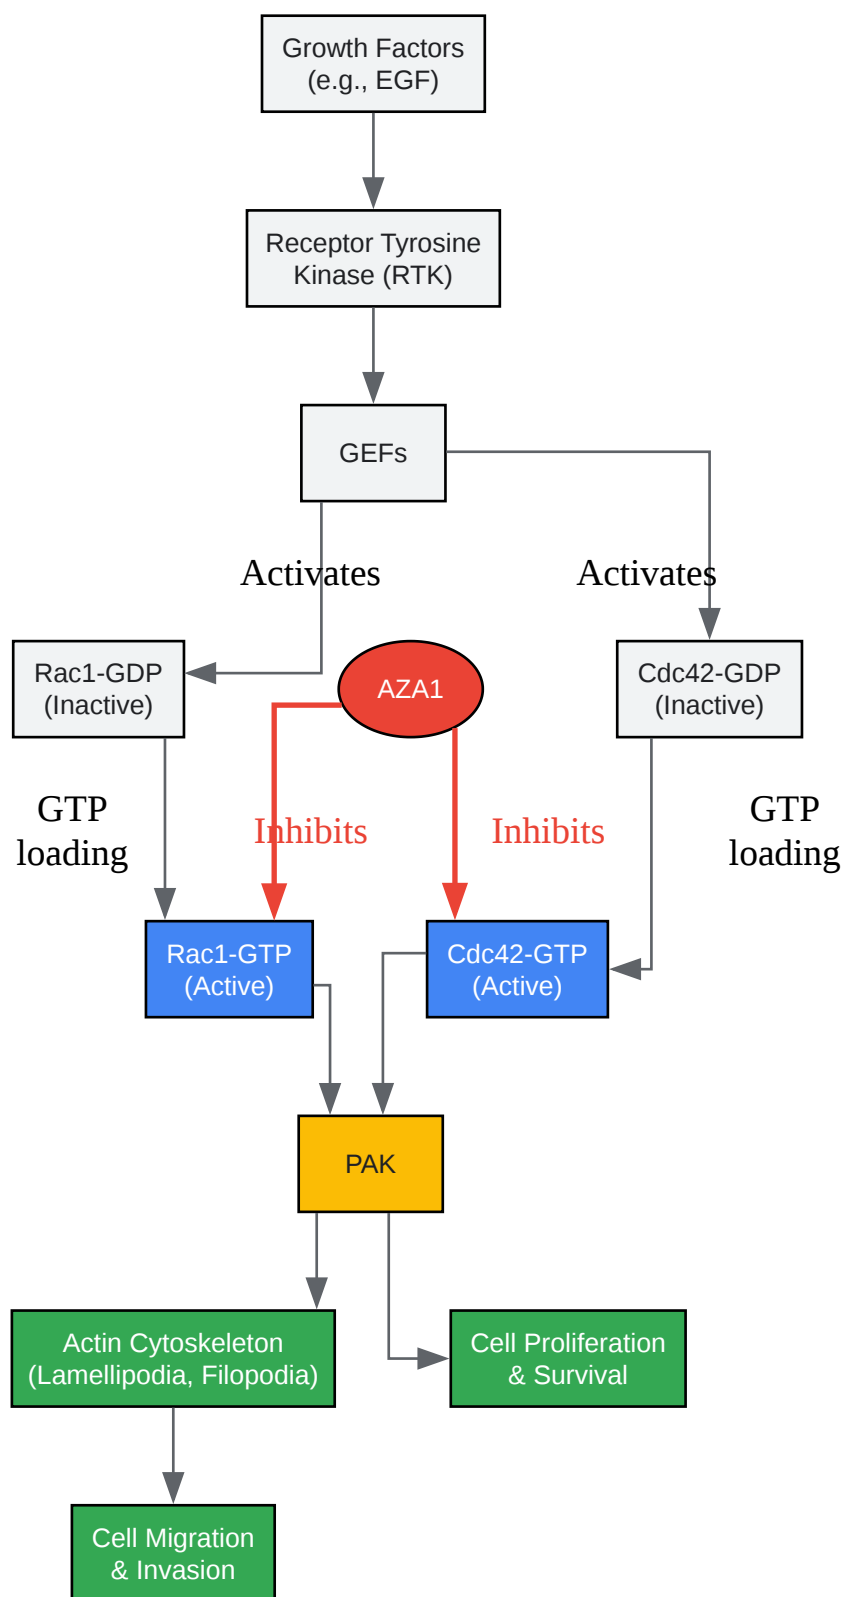 Growth Factors
(e.g., EGF)
Receptor Tyrosine
Kinase (RTK)
GEFs
Activates
Activates
Rac1-GDP
(Inactive)
AZA1
Cdc42-GDP
(Inactive)
GTP
loading
Inhibits
Inhibits
GTP
loading
Rac1-GTP
(Active)
Cdc42-GTP
(Active)
PAK
Actin Cytoskeleton
(Lamellipodia, Filopodia)
Cell Proliferation
& Survival
Cell Migration
& Invasion